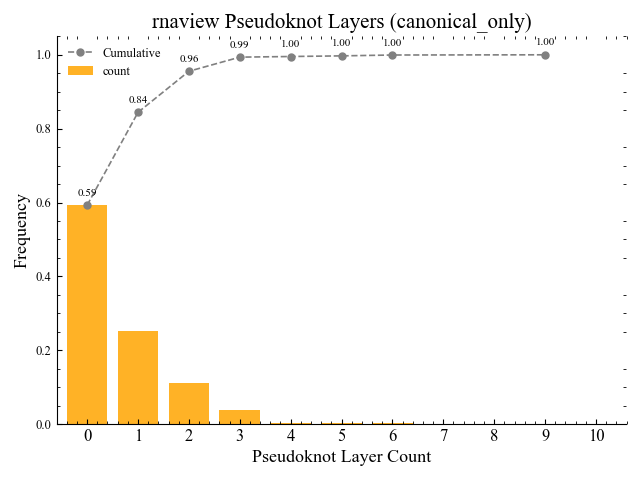 rnaview Pseudoknot Layers (canonical_only)
Cumulative
count
0.59
0.84
0.96
0.99
1.00
1.00
1.00
1.00
1.0
0.8
0.6
0.4
0.2
0.0
Frequency
0 1 2 3 4 5 6 7 8 9 10
Pseudoknot Layer Count